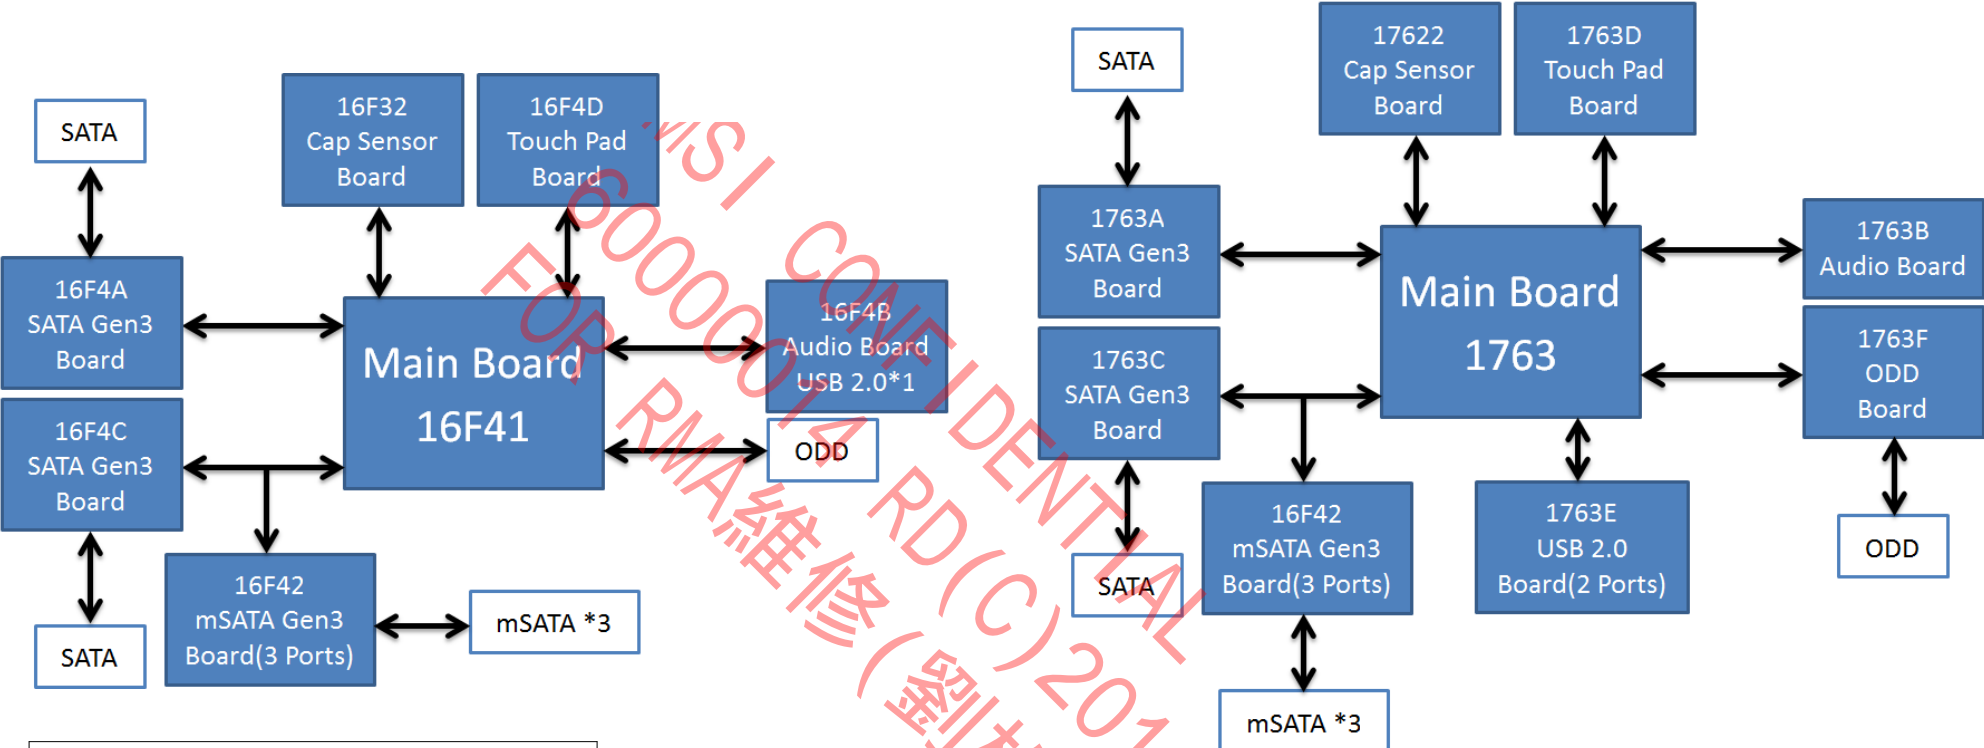 SATA
16F32
Cap Sensor
Board
16F4D
Touch Pad
Board
16F4A
SATA Gen3
Board
Main Board
16F41
16F4B
Audio Board
USB 2.0*1
ODD
16F4C
SATA Gen3
Board
SATA
16F42
mSATA Gen3
Board(3 Ports)
mSATA *3
SATA
17622
Cap Sensor
Board
1763D
Touch Pad
Board
1763A
SATA Gen3
Board
Main Board
1763
1763B
Audio Board
1763C
SATA Gen3
Board
1763F
ODD
Board
SATA
16F42
mSATA Gen3
Board(3 Ports)
1763E
USB 2.0
Board(2 Ports)
ODD
mSATA *3
MSI CONFIDENTIAL
60000014 RD(C)201
FOR RMA維修(劉